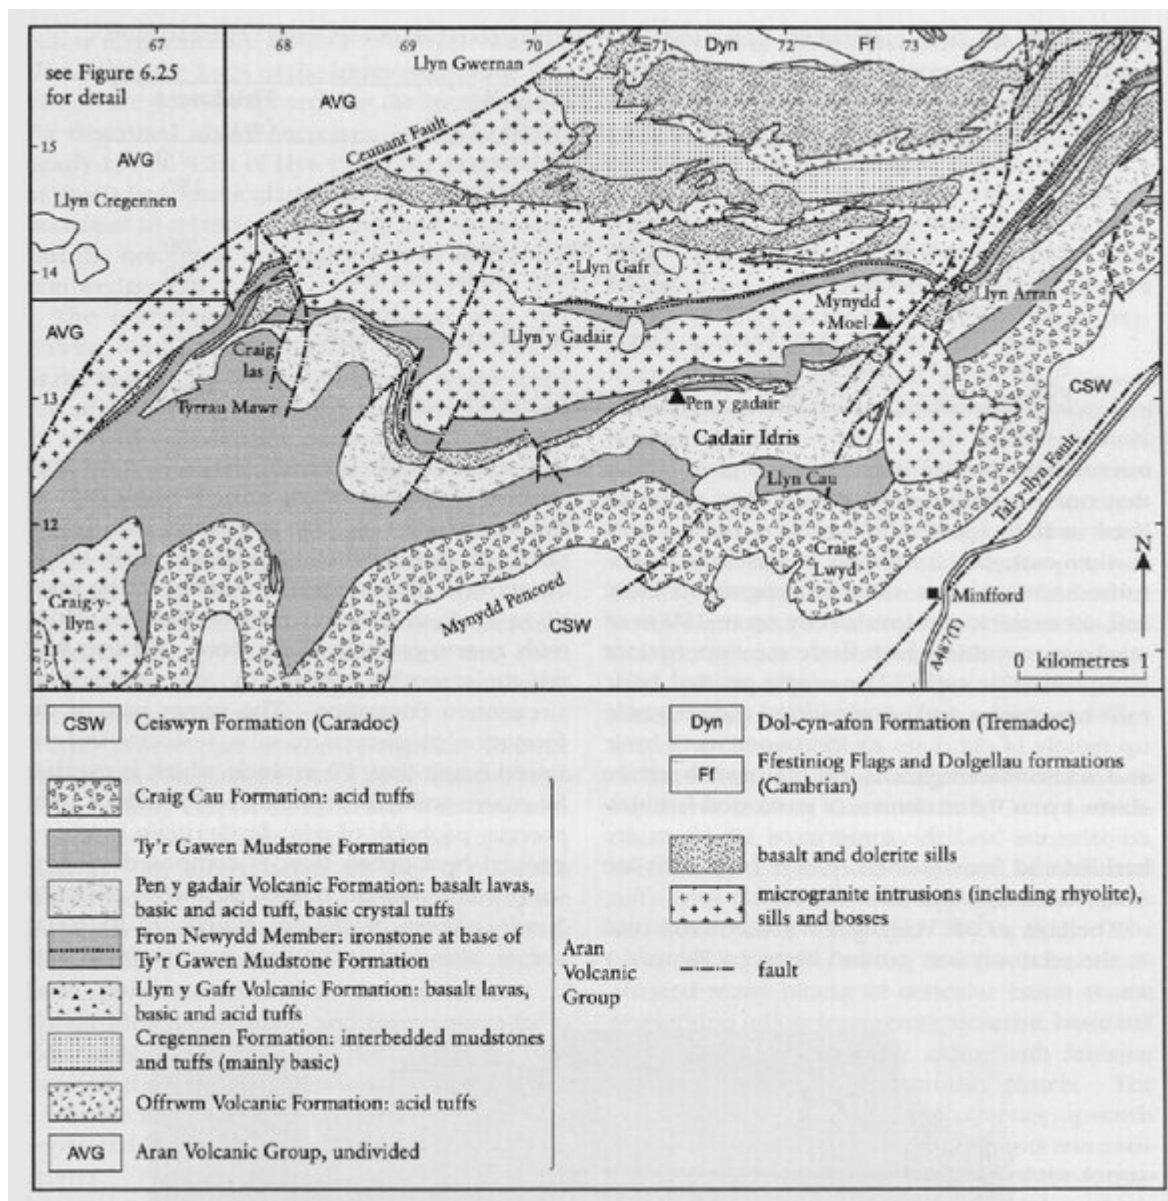 67
68
69
70
71
72
73
74
Dyn
Ff
see Figure 6.25
for detail
Llyn Gwernan
AVG
Cennant Fault
15
AVG
Llyn Cregennen
14
Llyn Gafr
Llyn Arran
Mynydd
Moel
Llyn y Gadair
AVG
Craig
las
CSW
13
Tyrrau Mawr
Pen y gadair
Cadair Idris
Llyn Cau
12
Tal y llyn Fault
N
Craig
Lwyd
Minffford
Craig-y-
llyn
Mynydd Pencoed
CSW
11
A487(T)
0 kilometres 1
CSW Ceiswyn Formation (Caradoc)
Craig Cau Formation: acid tuffs
Ty'r Gawen Mudstone Formation
Pen y gadair Volcanic Formation: basalt lavas,
basic and acid tuff, basic crystal tuffs
Fron Newydd Member: ironstone at base of
Ty'r Gawen Mudstone Formation
Llyn y Gafr Volcanic Formation: basalt lavas,
basic and acid tuffs
Cregennen Formation: interbedded mudstones
and tuffs (mainly basic)
Offrwm Volcanic Formation: acid tuffs
AVG Aran Volcanic Group, undivided
Aran
Volcanic
Group
Dyn Dol-cyn-afon Formation (Tremadoc)
Ff Ffestiniog Flags and Dolgellau formations
(Cambrian)
basalt and dolerite sills
microgranite intrusions (including rhyolite),
sills and bosses
fault